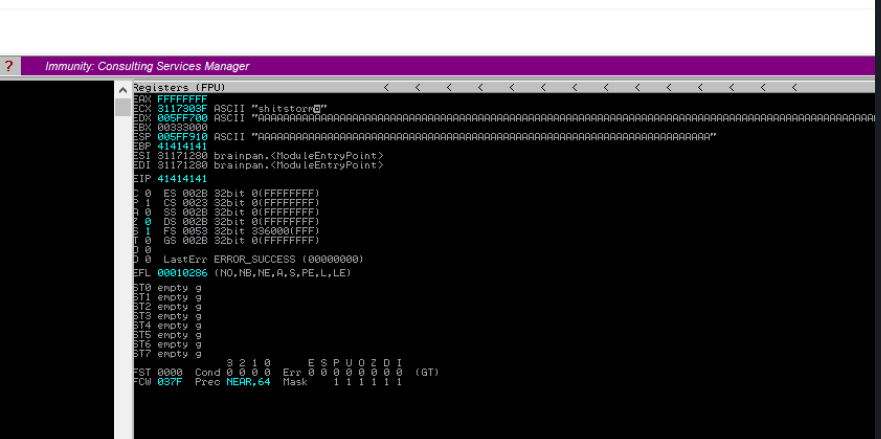 ? Immunity: Consulting Services Manager
Registers (FPU) < < < < < < < < < < < < < <
EAX FFFFFFFF
ECX 3117303F ASCII "shitstorm"
EDX 005FF700 ASCII "AAAAAAAAAAAAAAAAAAAAAAAAAAAAAAAAAAAAAAAAAAAAAAAAAAAAAAAAAAAAAAAAAAAAAAAAAAAAAAAAAAAAAAAAAAAAAAAAAA
EBX 00333000
ESP 005FF910 ASCII "AAAAAAAAAAAAAAAAAAAAAAAAAAAAAAAAAAAAAAAAAAAAAAAAAAAAAAAAAAAAAAAAAAAAAAAA"
EBP 41414141
ESI 31171280 brainpan.<ModuleEntryPoint>
EDI 31171280 brainpan.<ModuleEntryPoint>
EIP 41414141
C 0 ES 002B 32bit 0(FFFFFFFF)
P 1 CS 0023 32bit 0(FFFFFFFF)
A 0 SS 002B 32bit 0(FFFFFFFF)
Z 0 DS 002B 32bit 0(FFFFFFFF)
S 1 FS 0053 32bit 336000(FFF)
T 0 GS 002B 32bit 0(FFFFFFFF)
D 0
O 0 LastErr ERROR_SUCCESS (00000000)
EFL 00010286 (NO,NB,NE,A,S,PE,L,LE)
ST0 empty g
ST1 empty g
ST2 empty g
ST3 empty g
ST4 empty g
ST5 empty g
ST6 empty g
ST7 empty g
3 2 1 0 E S P U O Z D I
FST 0000 Cond 0 0 0 0 Err 0 0 0 0 0 0 0 0 (GT)
FCW 037F Prec NEAR,64 Mask 1 1 1 1 1 1